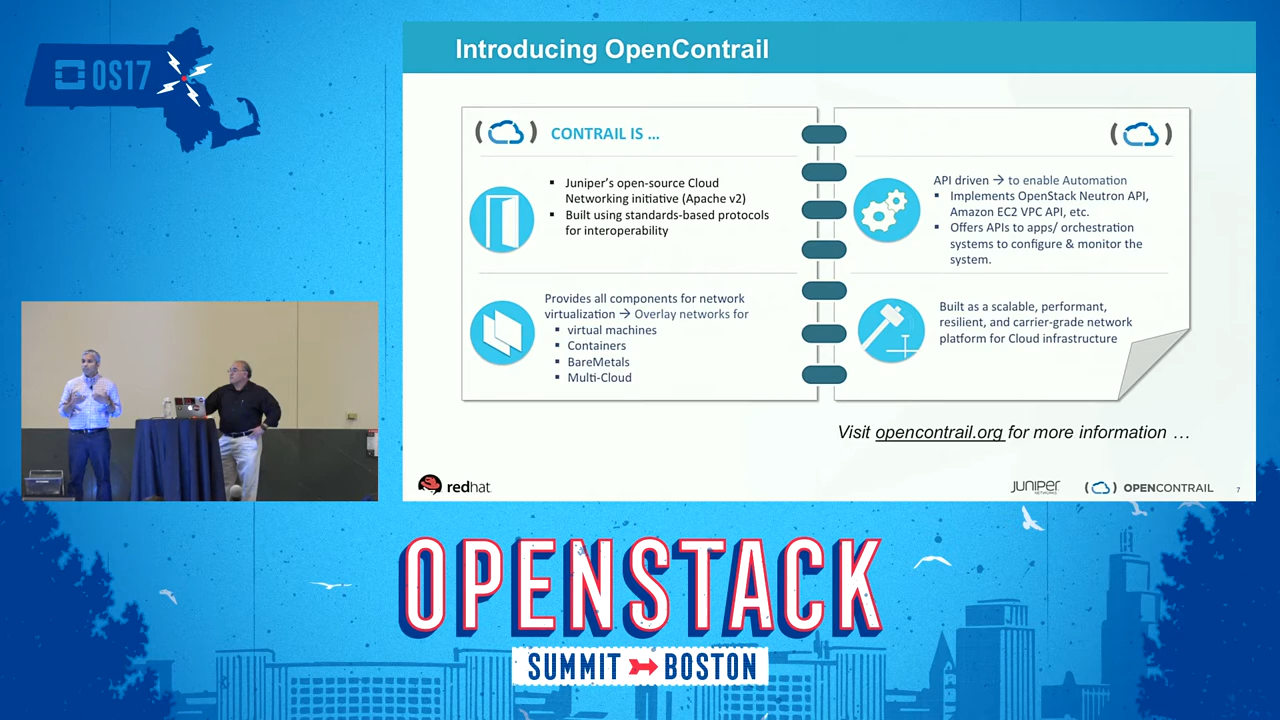 OS17
Introducing OpenContrail
CONTRAIL IS ...
▪ Juniper's open-source Cloud
Networking initiative (Apache v2)
▪ Built using standards-based protocols
for interoperability
Provides all components for network
virtualization → Overlay networks for
▪ virtual machines
▪ Containers
▪ BareMetals
▪ Multi-Cloud
API driven → to enable Automation
▪ Implements OpenStack Neutron API,
Amazon EC2 VPC API, etc.
▪ Offers APIs to apps/ orchestration
systems to configure & monitor the
system.
Built as a scalable, performant,
resilient, and carrier-grade network
platform for Cloud infrastructure
Visit opencontrail.org for more information ...
redhat
JUNIPER
NETWORKS
OPENCONTRAIL
7
OPENSTACK
SUMMIT BOSTON